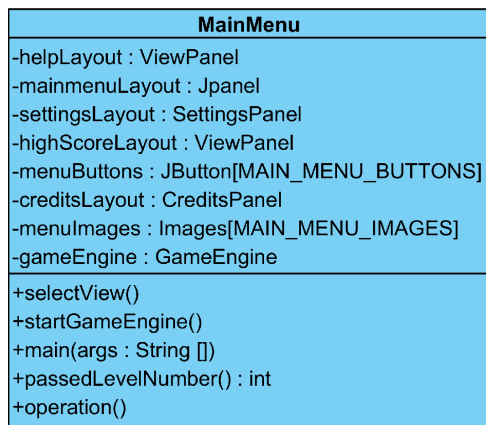 MainMenu
-helpLayout : ViewPanel
-mainmenuLayout : Jpanel
-settingsLayout : SettingsPanel
-highScoreLayout : ViewPanel
-menuButtons : JButton[MAIN_MENU_BUTTONS]
-creditsLayout : CreditsPanel
-menuImages : Images[MAIN_MENU_IMAGES]
-gameEngine : GameEngine
+selectView()
+startGameEngine()
+main(args : String [])
+passedLevelNumber() : int
+operation()